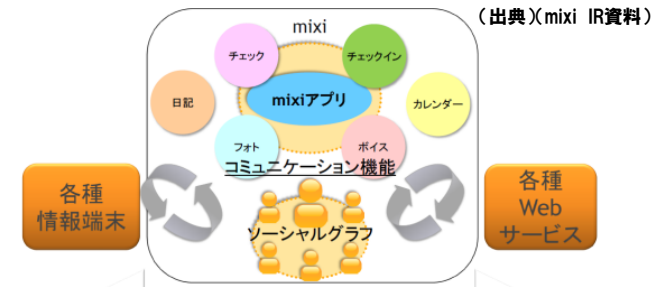 (出典)(mixi IR資料)
mixi
チェック
チェックイン
日記
mixiアプリ
カレンダー
フォト
ボイス
コミュニケーション機能
各種
情報端末
各種
Web
サービス
ソーシャルグラフ